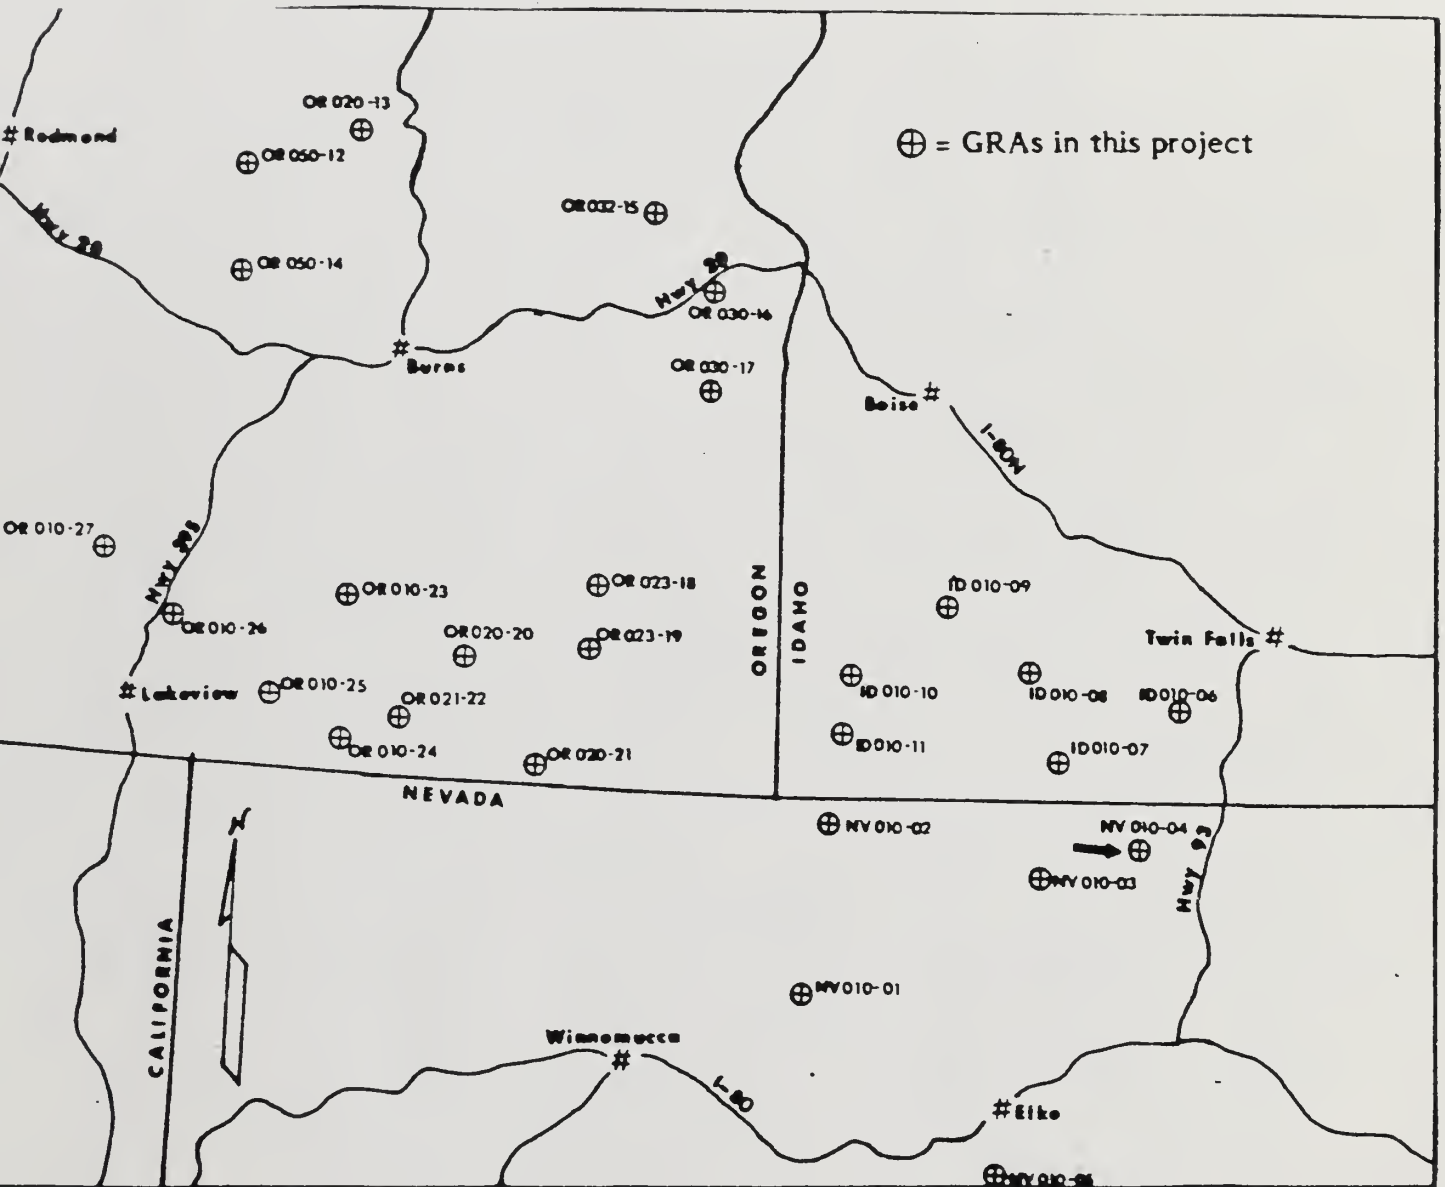 OR 020-13
# Redmond
OR 050-12
⊕ = GRAs in this project
OR 032-15
Hwy 20
OR 050-14
Hwy 20
OR 030-16
# Burns
OR 030-17
Boise #
I-80N
OR 010-27
Hwy 395
OR 010-23
OR 023-18
OREGON
IDAHO
ID 010-09
OR 010-26
OR 020-20
OR 023-19
Twin Falls #
# Lakeview
OR 010-25
OR 021-22
ID 010-10
ID 010-08
ID 010-06
OR 010-24
OR 020-21
ID 010-11
ID 010-07
NEVADA
N
NV 010-02
NV 010-04
Hwy 93
NV 010-03
CALIFORNIA
NV 010-01
Winnemucca
#
I-80
# Elko
NV 010-05